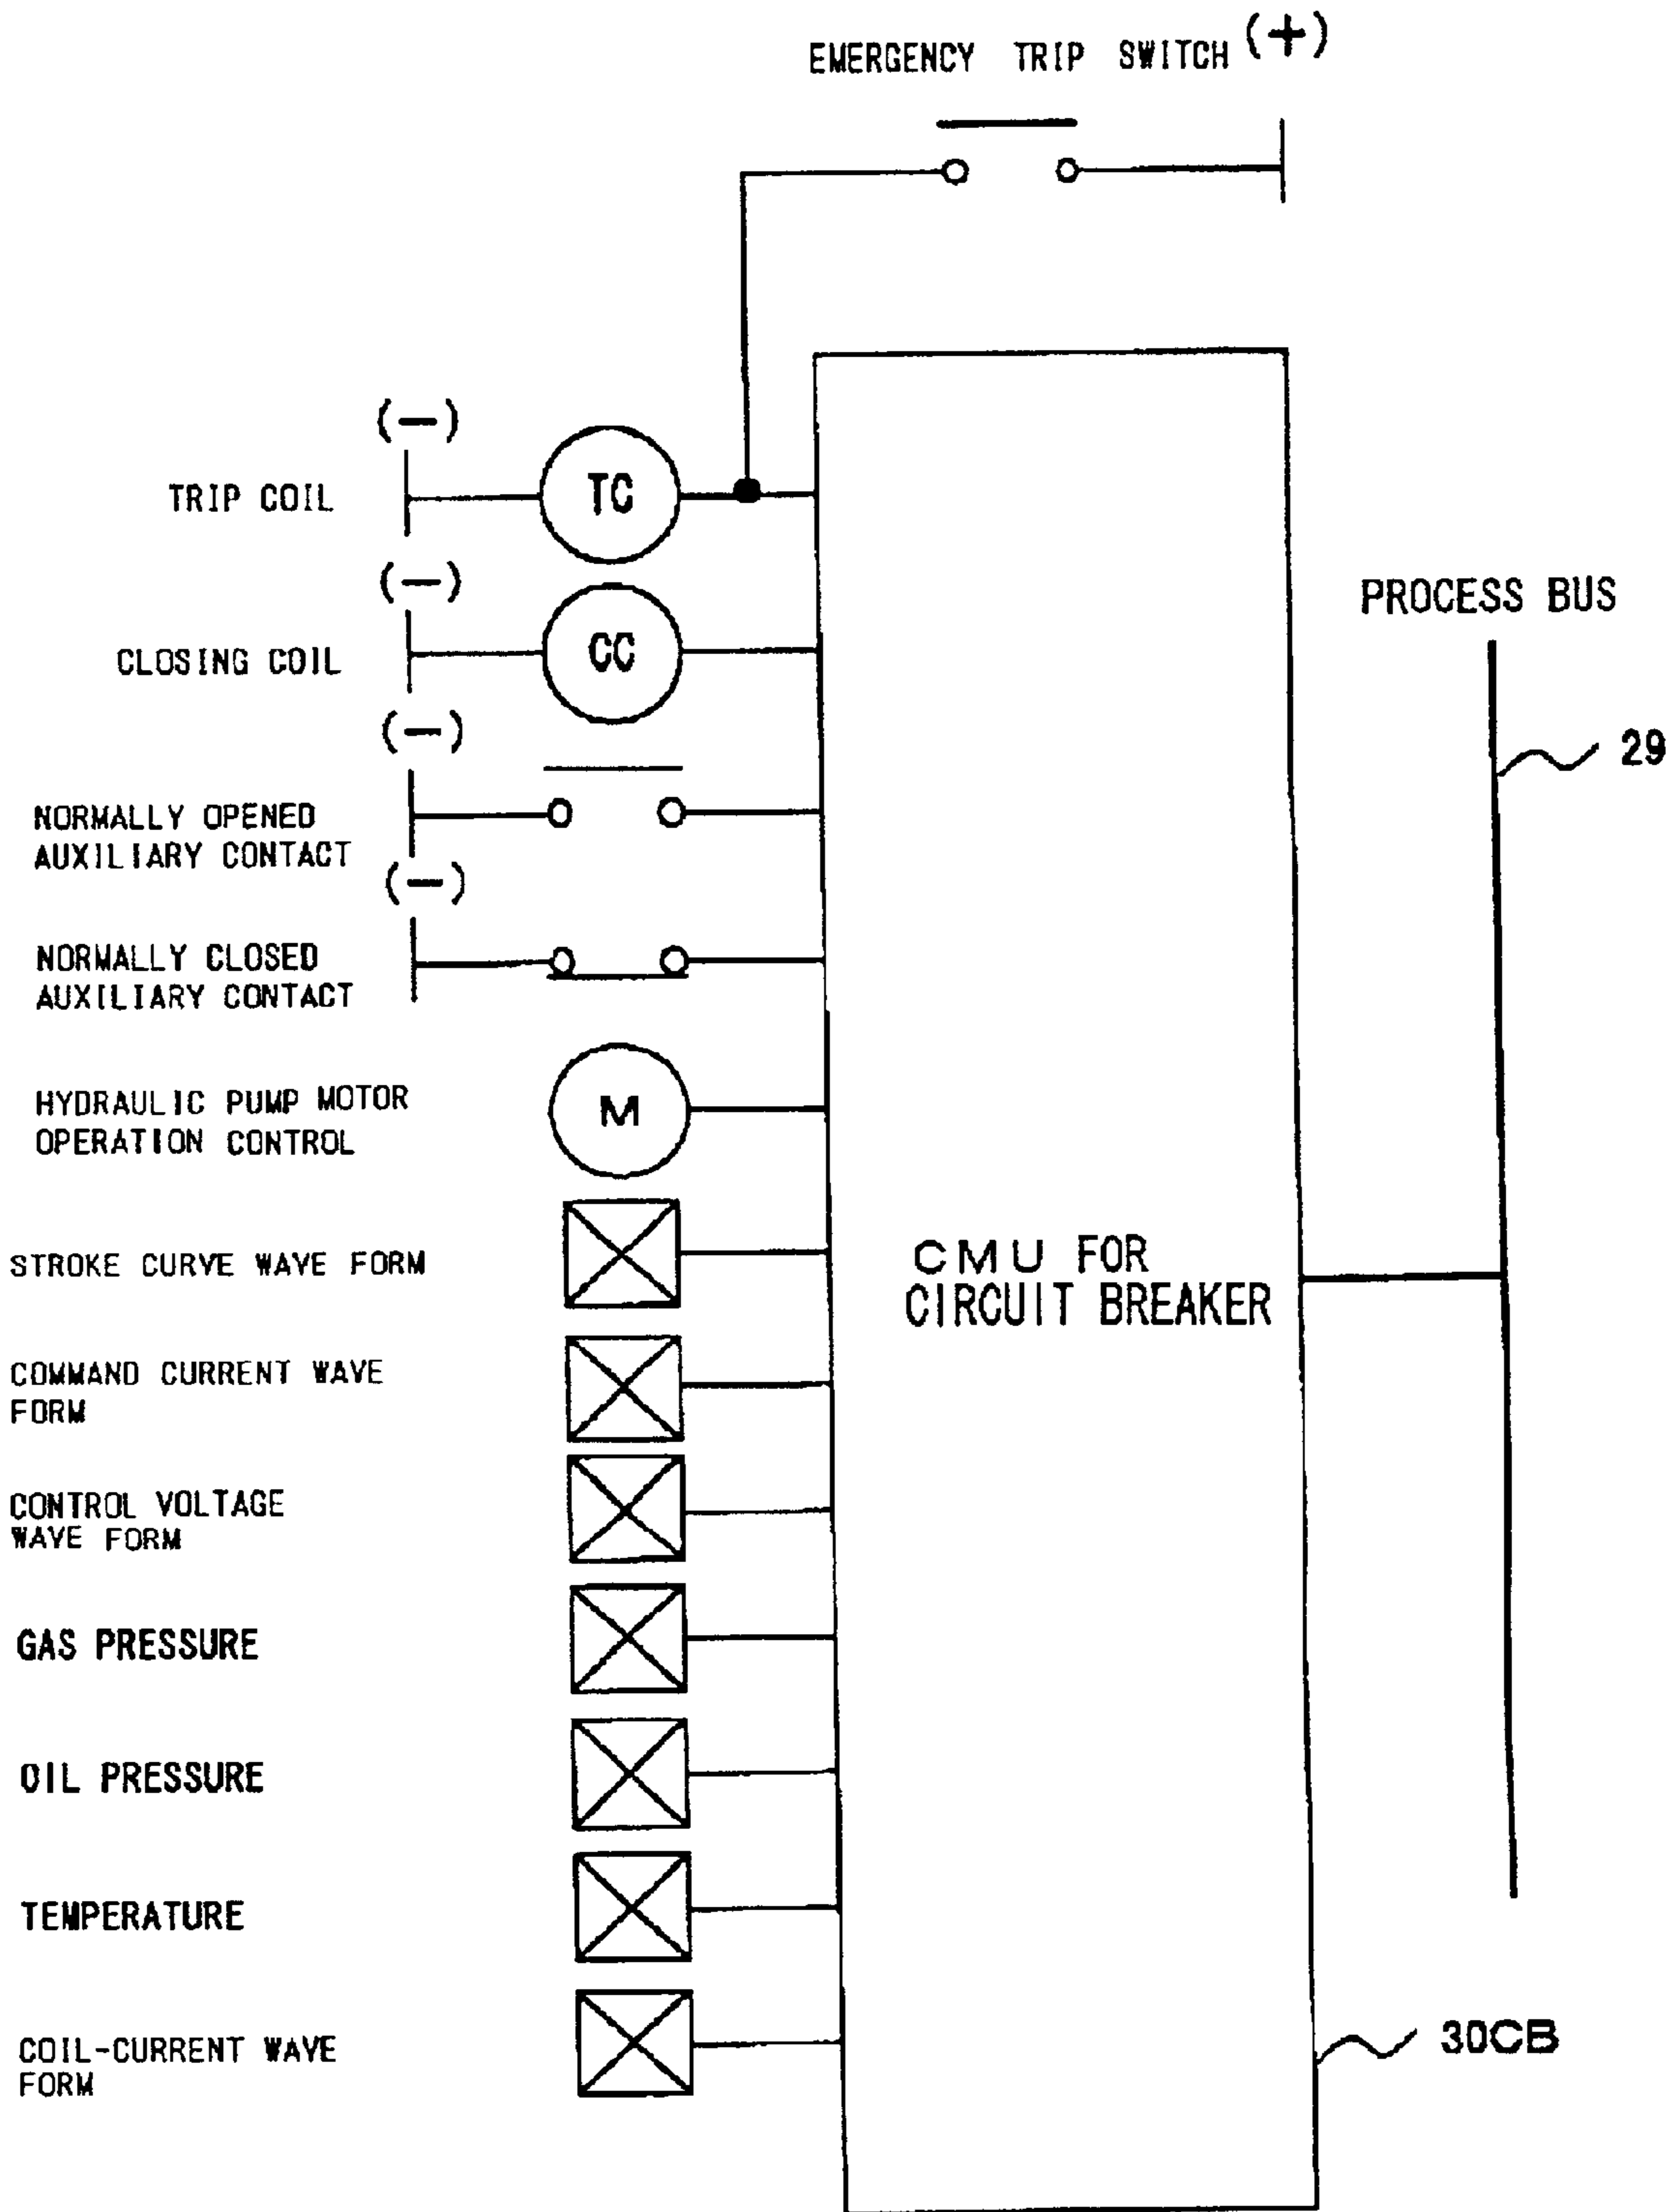 EMERGENCY TRIP SWITCH (+)
(-)
TRIP COIL
TC
(-)
CLOSING COIL
CC
PROCESS BUS
(-)
29
NORMALLY OPENED
AUXILIARY CONTACT
(-)
NORMALLY CLOSED
AUXILIARY CONTACT
HYDRAULIC PUMP MOTOR
OPERATION CONTROL
M
STROKE CURVE WAVE FORM
CMU FOR
CIRCUIT BREAKER
COMMAND CURRENT WAVE
FORM
CONTROL VOLTAGE
WAVE FORM
GAS PRESSURE
OIL PRESSURE
TEMPERATURE
COIL-CURRENT WAVE
FORM
30CB